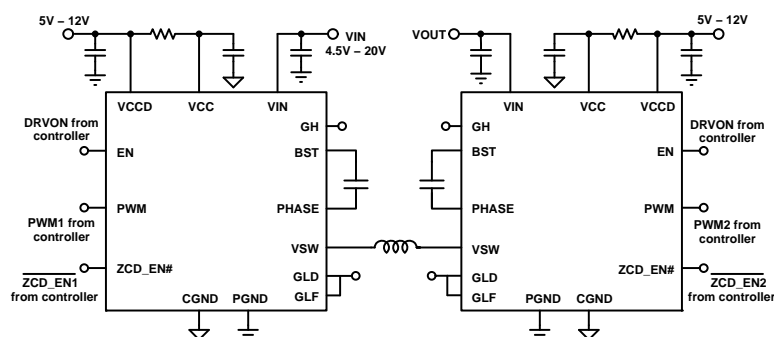 5V – 12V
VIN
4.5V – 20V
VCCD
VCC
VIN
DRVON from
controller
EN
PWM
PWM1 from
controller
ZCD_EN#
ZCD_EN1
from controller
CGND
PGND
GH
BST
PHASE
VSW
GLD
GLF
VOUT
5V – 12V
VIN
VCC
VCCD
GH
BST
PHASE
VSW
GLD
GLF
PGND
CGND
DRVON from
controller
EN
PWM
PWM2 from
controller
ZCD_EN#
ZCD_EN2
from controller